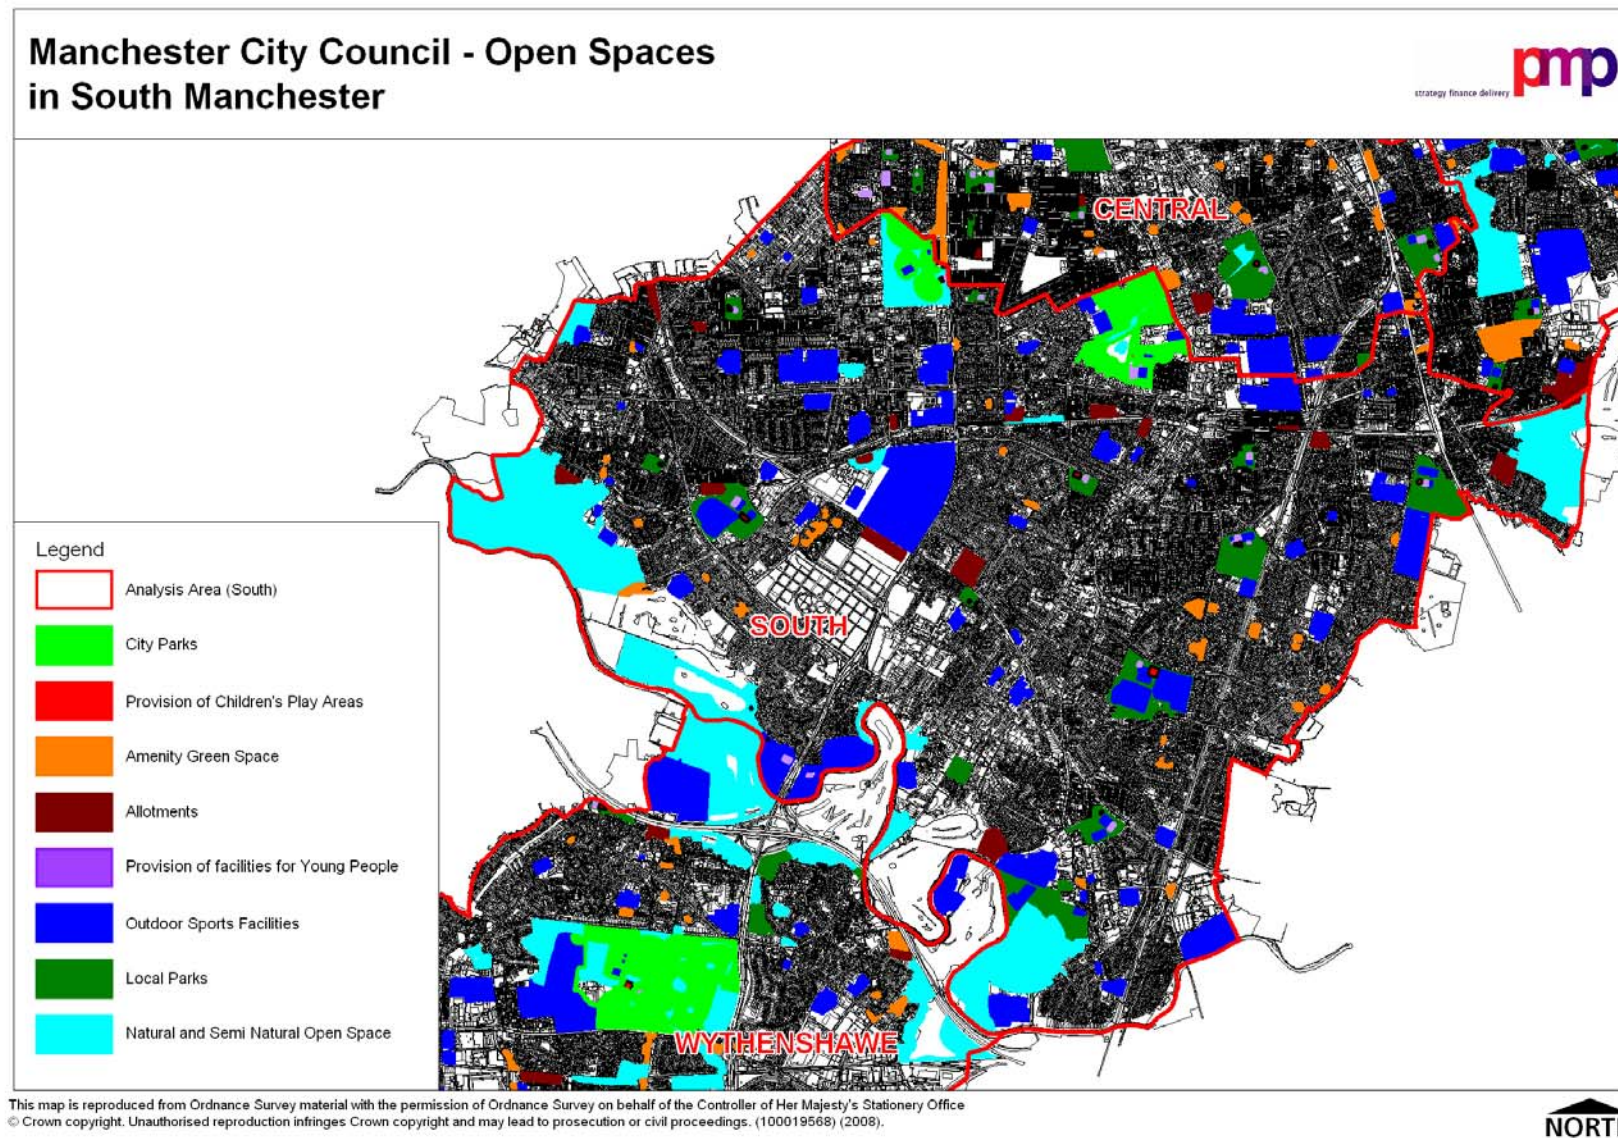 Manchester City Council - Open Spaces
in South Manchester
pmp
strategy finance delivery
CENTRAL
SOUTH
WYTHENSHAWE
Legend
Analysis Area (South)
City Parks
Provision of Children's Play Areas
Amenity Green Space
Allotments
Provision of facilities for Young People
Outdoor Sports Facilities
Local Parks
Natural and Semi Natural Open Space
This map is reproduced from Ordnance Survey material with the permission of Ordnance Survey on behalf of the Controller of Her Majesty's Stationery Office
© Crown copyright. Unauthorised reproduction infringes Crown copyright and may lead to prosecution or civil proceedings. (100019568) (2008).
NORT